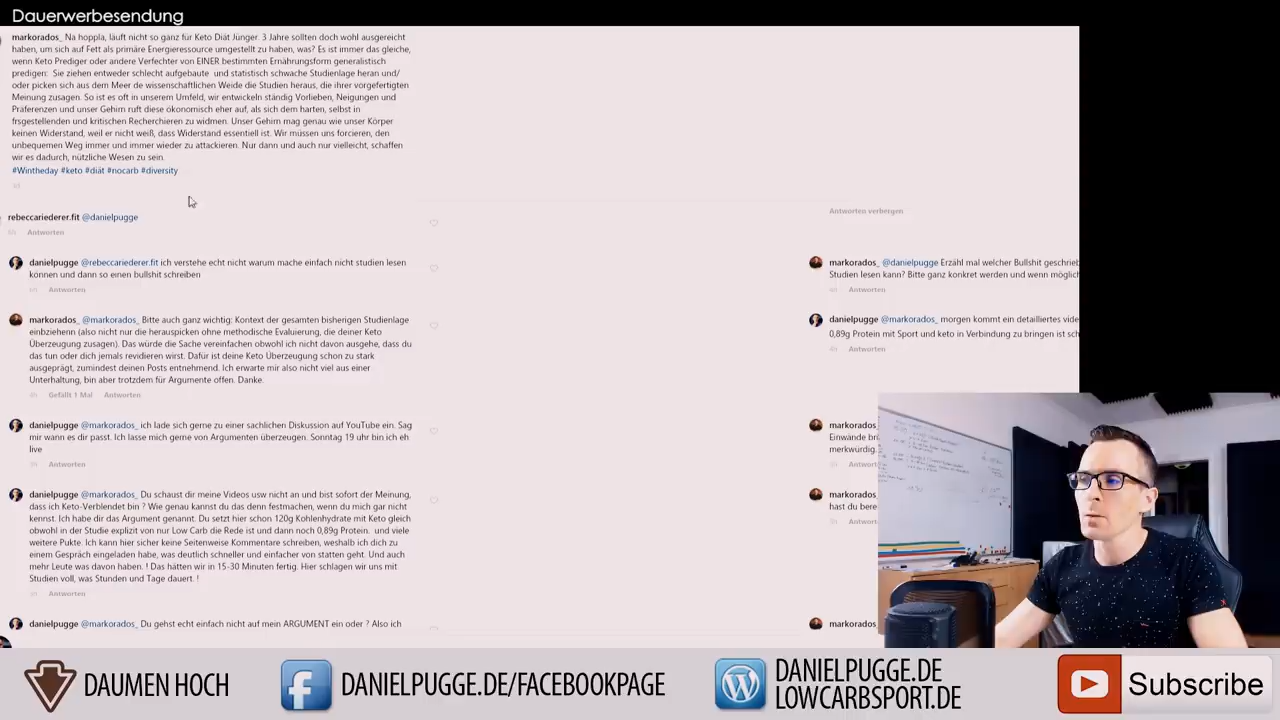 Dauerwerbesendung
markorados_ Na hoppla, läuft nicht so ganz für Keto Diät Jünger. 3 Jahre sollten doch wohl ausgereicht
haben, um sich auf Fett als primäre Energieressource umgestellt zu haben, was? Es ist immer das gleiche,
wenn Keto Prediger oder andere Verfechter von EINER bestimmten Ernährungsform generalistisch
predigen: Sie ziehen entweder schlecht aufgebaute und statistisch schwache Studienlage heran und/
oder picken sich aus dem Meer de wissenschaftlichen Weide die Studien heraus, die ihrer vorgefertigten
Meinung zusagen. So ist es oft in unserem Umfeld, wir entwickeln ständig Vorlieben, Neigungen und
Präferenzen und unser Gehirn ruft diese ökonomisch eher auf, als sich dem harten, selbst in
frsgestellenden und kritischen Recherchieren zu widmen. Unser Gehirn mag genau wie unser Körper
keinen Widerstand, weil er nicht weiß, dass Widerstand essentiell ist. Wir müssen uns forcieren, den
unbequemen Weg immer und immer wieder zu attackieren. Nur dann und auch nur vielleicht, schaffen
wir es dadurch, nützliche Wesen zu sein.
#Wintheday #keto #diät #nocarb #diversity
rebeccariederer.fit @danielpugge
6h Antworten
danielpugge @rebeccariederer.fit ich verstehe echt nicht warum mache einfach nicht studien lesen
können und dann so einen bullshit schreiben
Antworten
markorados_ @markorados_ Bitte auch ganz wichtig: Kontext der gesamten bisherigen Studienlage
einbziehenn (also nicht nur die herauspicken ohne methodische Evaluierung, die deiner Keto
Überzeugung zusagen). Das würde die Sache vereinfachen obwohl ich nicht davon ausgehe, dass du
das tun oder dich jemals revidieren wirst. Dafür ist deine Keto Überzeugung schon zu stark
ausgeprägt, zumindest deinen Posts entnehmend. Ich erwarte mir also nicht viel aus einer
Unterhaltung, bin aber trotzdem für Argumente offen. Danke.
Gefällt 1 Mal Antworten
danielpugge @markorados_ ich lade sich gerne zu einer sachlichen Diskussion auf YouTube ein. Sag
mir wann es dir passt. Ich lasse mich gerne von Argumenten überzeugen. Sonntag 19 uhr bin ich eh
live
Antworten
danielpugge @markorados_ Du schaust dir meine Videos usw nicht an und bist sofort der Meinung,
dass ich Keto-Verblendet bin ? Wie genau kannst du das denn festmachen, wenn du mich gar nicht
kennst. Ich habe dir das Argument genannt. Du setzt hier schon 120g Kohlenhydrate mit Keto gleich
obwohl in der Studie explizit von nur Low Carb die Rede ist und dann noch 0,89g Protein. und viele
weitere Pukte. Ich kann hier sicher keine Seitenweise Kommentare schreiben, weshalb ich dich zu
einem Gespräch eingeladen habe, was deutlich schneller und einfacher von statten geht. Und auch
mehr Leute was davon haben. ! Das hätten wir in 15-30 Minuten fertig. Hier schlagen wir uns mit
Studien voll, was Stunden und Tage dauert. !
Antworten
danielpugge @markorados_ Du gehst echt einfach nicht auf mein ARGUMENT ein oder ? Also ich
Antworten verbergen
markorados_ @danielpugge Erzähl mal welcher Bullshit geschrieb
Studien lesen kann? Bitte ganz konkret werden und wenn möglich
Antworten
danielpugge @markorados_ morgen kommt ein detailliertes vide
0,89g Protein mit Sport und keto in Verbindung zu bringen ist sch
Antworten
markorados
Einwände br
merkwürdig.
markorados
hast du bere
markorados
DAUMEN HOCH
DANIELPUGGE.DE/FACEBOOKPAGE
DANIELPUGGE.DE
LOWCARBSPORT.DE
Subscribe